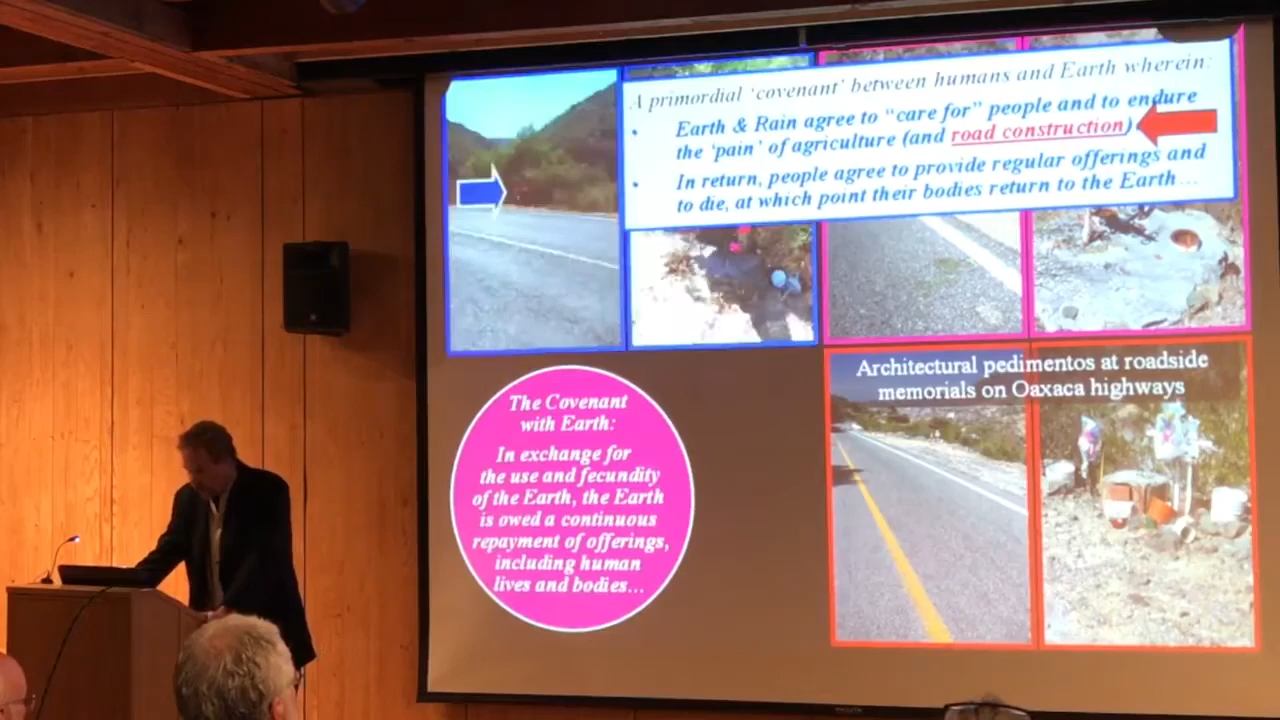 A primordial ‘covenant’ between humans and Earth wherein:
• Earth & Rain agree to “care for” people and to endure
the ‘pain’ of agriculture (and road construction)
• In return, people agree to provide regular offerings and
to die, at which point their bodies return to the Earth…
The Covenant
with Earth:
In exchange for
the use and fecundity
of the Earth, the Earth
is owed a continuous
repayment of offerings,
including human
lives and bodies…
Architectural pedimentos at roadside
memorials on Oaxaca highways